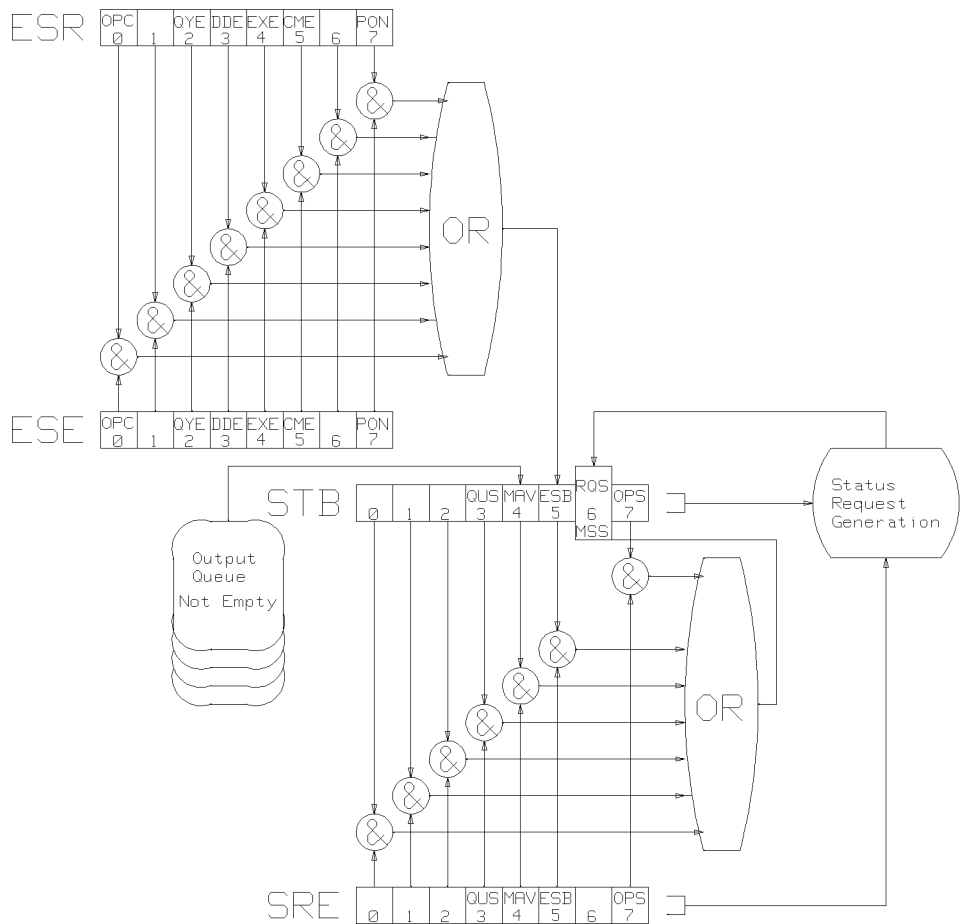 ESR OPC QYE DDE EXE CME PON
0 1 2 3 4 5 6 7
&
&
&
&
&
&
&
&
OR
ESE OPC QYE DDE EXE CME PON
0 1 2 3 4 5 6 7
STB QUS MAV ESB RQS OPS
0 1 2 3 4 5 6 7
MSS
Status
Request
Generation
Output
Queue
Not Empty
&
&
&
&
&
&
&
OR
SRE QUS MAV ESB OPS
0 1 2 3 4 5 6 7